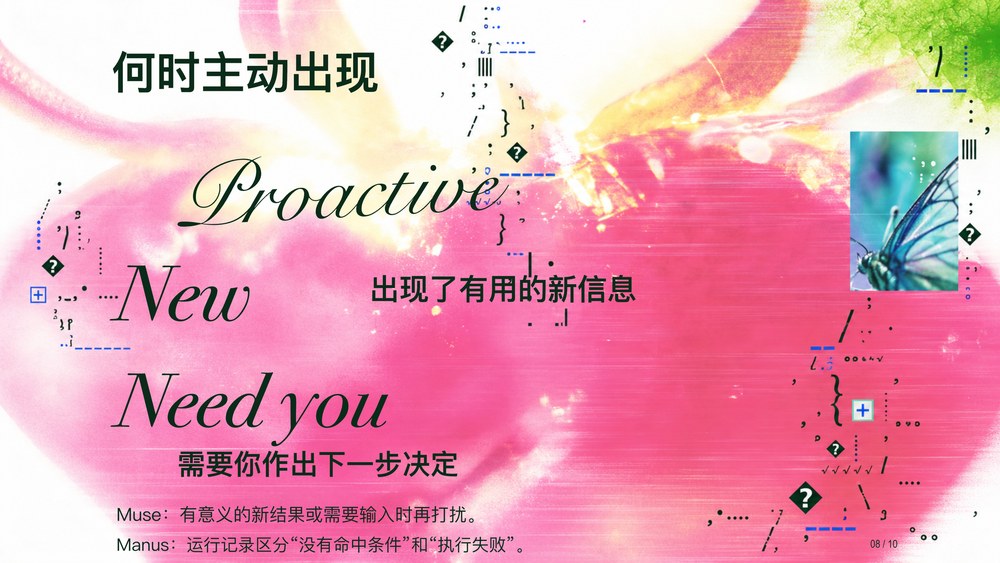 何时主动出现
Proactive
New
出现了有用的新信息
Need you
需要你作出下一步决定
Muse：有意义的新结果或需要输入时再打扰。
Manus：运行记录区分“没有命中条件”和“执行失败”。
08 / 10